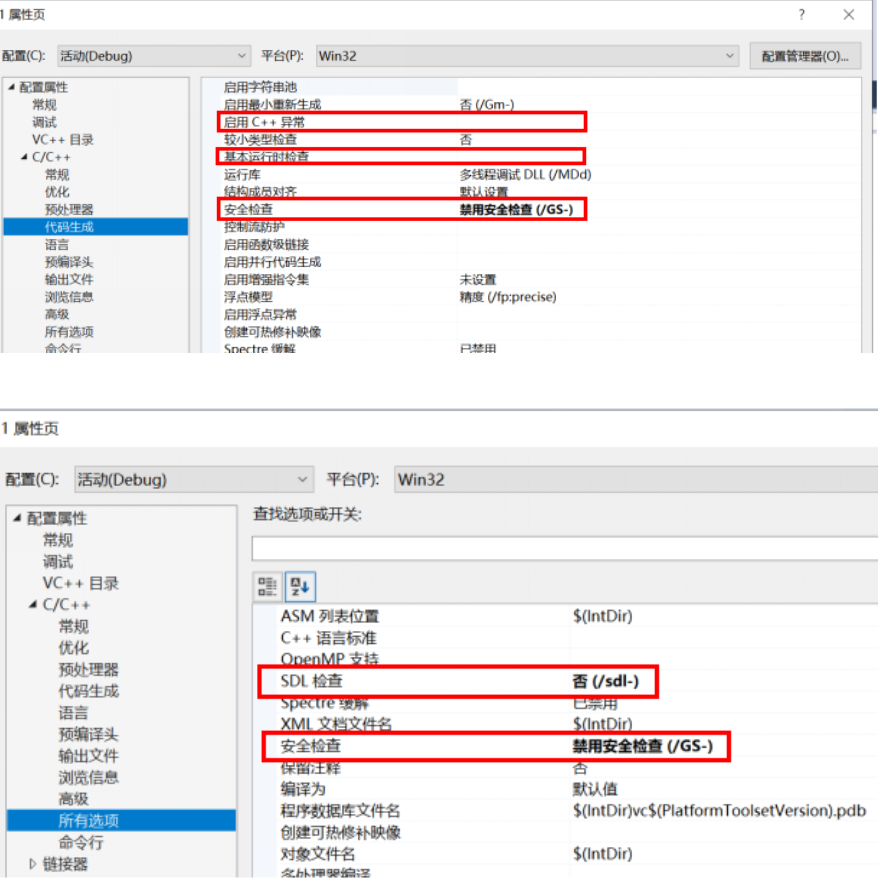 1 属性页 ? ×
配置(C): 活动(Debug) 平台(P): Win32 配置管理器(O)...
配置属性
常规
调试
VC++ 目录
C/C++
常规
优化
预处理器
代码生成
语言
预编译头
输出文件
浏览信息
高级
所有选项
命令行
启用字符串池
启用最小重新生成 否 (/Gm-)
启用 C++ 异常
较小类型检查 否
基本运行时检查
运行库 多线程调试 DLL (/MDd)
结构成员对齐 默认设置
安全检查 禁用安全检查 (/GS-)
控制流防护
启用函数级链接
启用并行代码生成
启用增强指令集 未设置
浮点模型 精度 (/fp:precise)
启用浮点异常
创建可热修补映像
Spectre 缓解 已禁用
1 属性页
配置(C): 活动(Debug) 平台(P): Win32
配置属性
常规
调试
VC++ 目录
C/C++
常规
优化
预处理器
代码生成
语言
预编译头
输出文件
浏览信息
高级
所有选项
命令行
链接器
查找选项或开关:
ASM 列表位置 $(IntDir)
C++ 语言标准
OpenMP 支持
SDL 检查 否 (/sdl-)
Spectre 缓解 已禁用
XML 文档文件名 $(IntDir)
安全检查 禁用安全检查 (/GS-)
保留注释 否
编译为 默认值
程序数据库文件名 $(IntDir)vc$(PlatformToolsetVersion).pdb
创建可热修补映像
对象文件名 $(IntDir)
多处理器编译